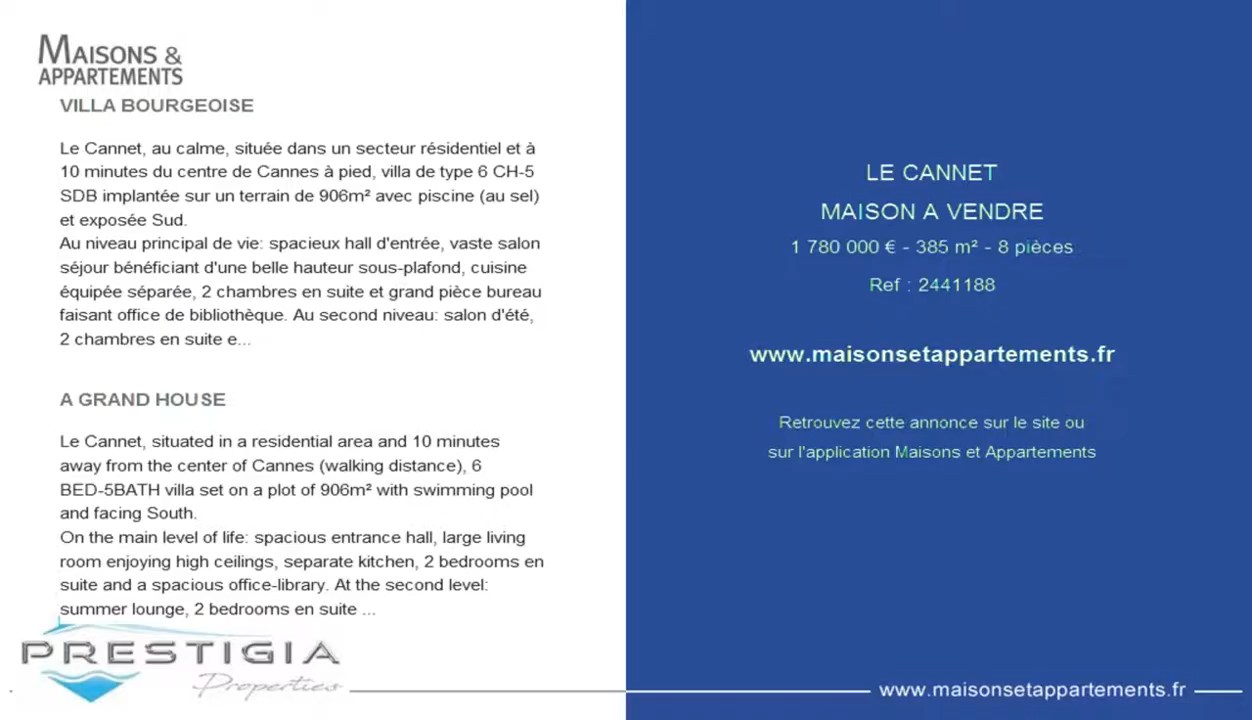 MAISONS &
APPARTEMENTS
VILLA BOURGEOISE
Le Cannet, au calme, située dans un secteur résidentiel et à
10 minutes du centre de Cannes à pied, villa de type 6 CH-5
SDB implantée sur un terrain de 906m² avec piscine (au sel)
et exposée Sud.
Au niveau principal de vie: spacieux hall d'entrée, vaste salon
séjour bénéficiant d'une belle hauteur sous-plafond, cuisine
équipée séparée, 2 chambres en suite et grand pièce bureau
faisant office de bibliothèque. Au second niveau: salon d'été,
2 chambres en suite e...
A GRAND HOUSE
Le Cannet, situated in a residential area and 10 minutes
away from the center of Cannes (walking distance), 6
BED-5BATH villa set on a plot of 906m² with swimming pool
and facing South.
On the main level of life: spacious entrance hall, large living
room enjoying high ceilings, separate kitchen, 2 bedrooms en
suite and a spacious office-library. At the second level:
summer lounge, 2 bedrooms en suite ...
PRESTIGIA
Properties
LE CANNET
MAISON A VENDRE
1 780 000 € - 385 m² - 8 pièces
Ref : 2441188
www.maisonsetappartements.fr
Retrouvez cette annonce sur le site ou
sur l'application Maisons et Appartements
www.maisonsetappartements.fr